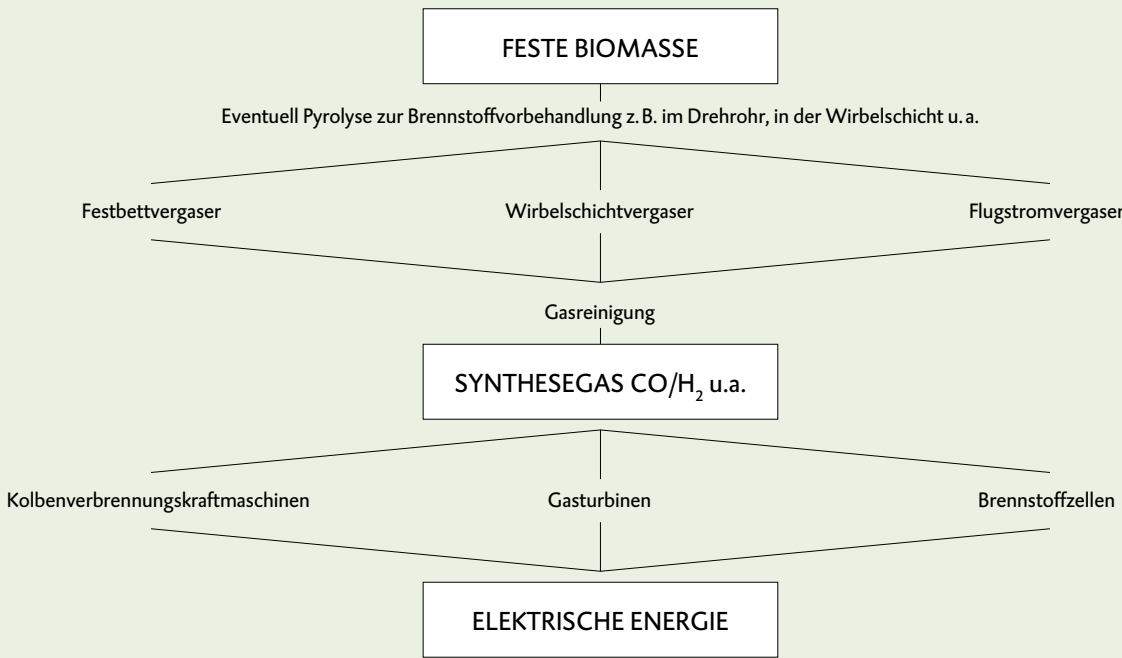 FESTE BIOMASSE
Eventuell Pyrolyse zur Brennstoffvorbehandlung z. B. im Drehrohr, in der Wirbelschicht u. a.
Festbettvergaser
Wirbelschichtvergaser
Flugstromvergaser
Gasreinigung
SYNTHESEGAS CO/H₂ u.a.
Kolbenverbrennungskraftmaschinen
Gasturbinen
Brennstoffzellen
ELEKTRISCHE ENERGIE